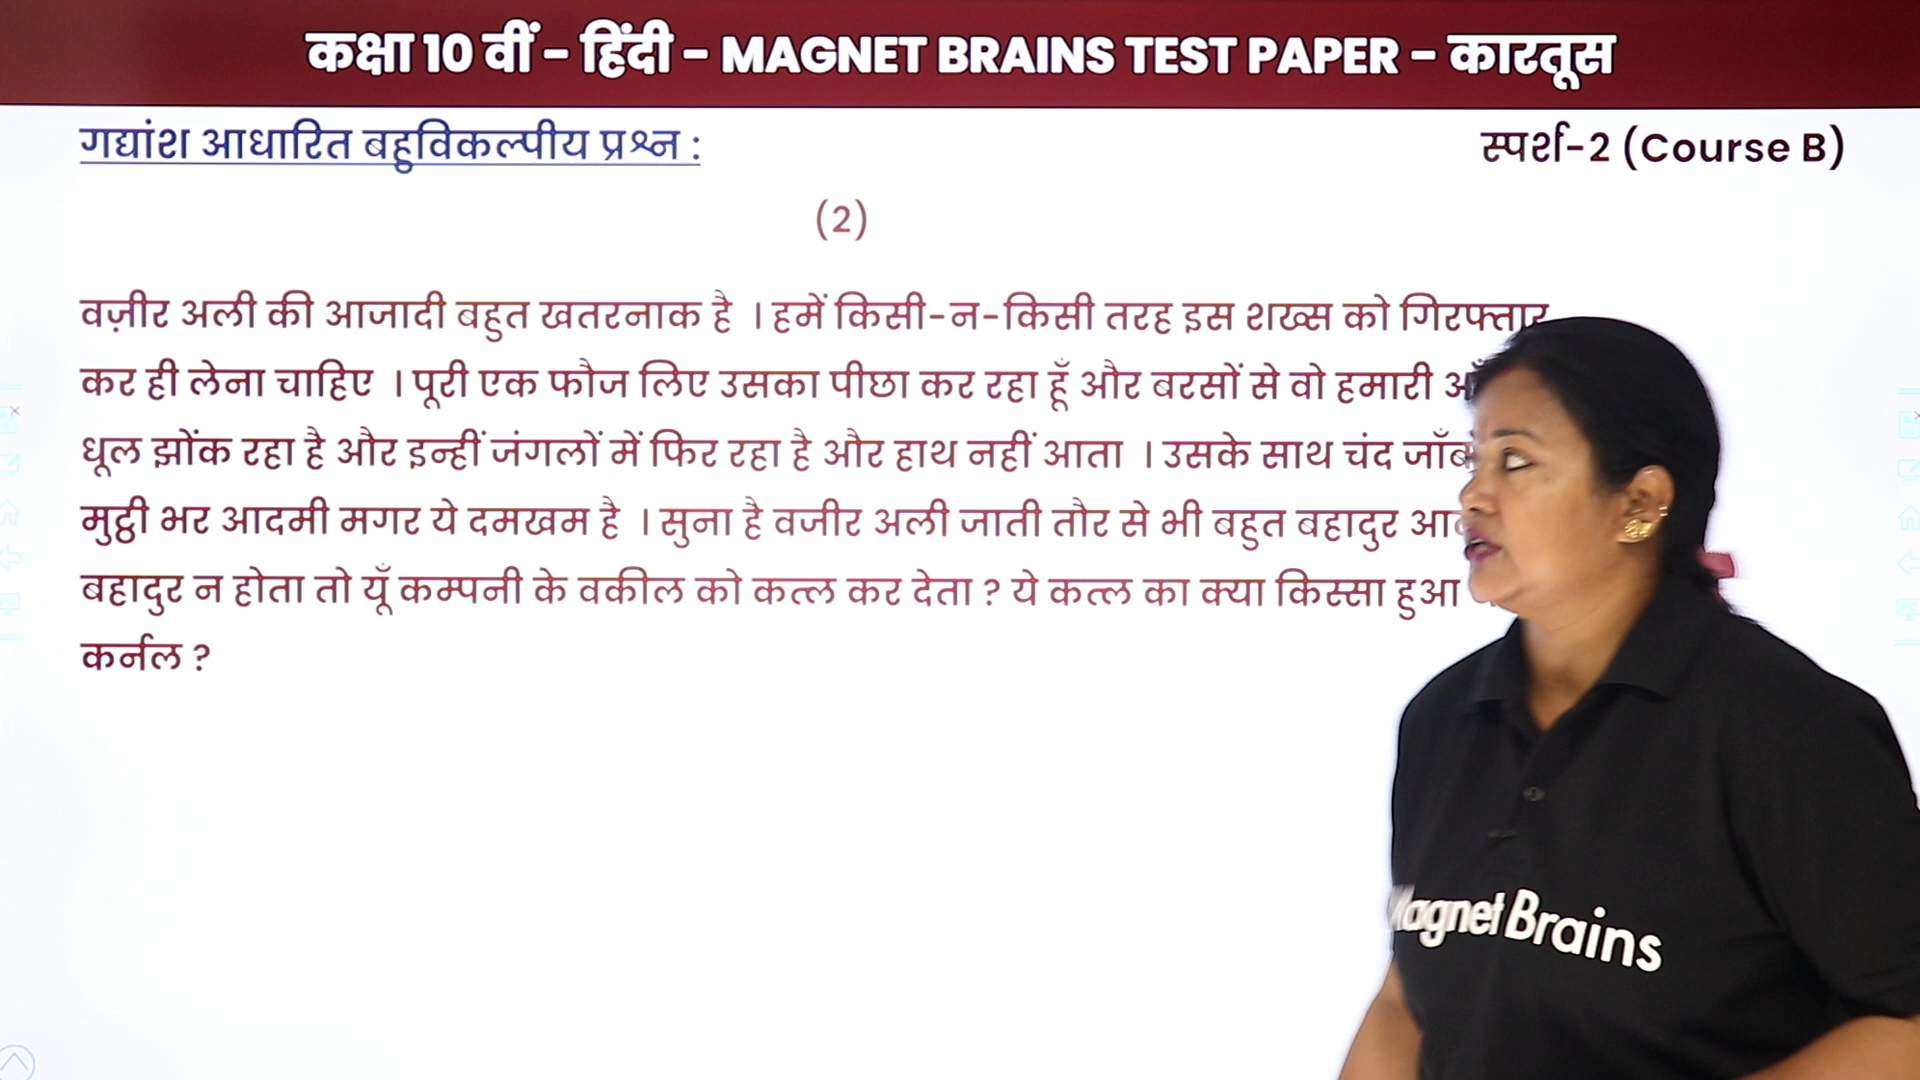 कक्षा 10 वीं - हिंदी - MAGNET BRAINS TEST PAPER - कारतूस
गद्यांश आधारित बहुविकल्पीय प्रश्न :
स्पर्श-2 (Course B)
(2)
वज़ीर अली की आजादी बहुत खतरनाक है । हमें किसी-न-किसी तरह इस शख्स को गिरफ्तार
कर ही लेना चाहिए । पूरी एक फौज लिए उसका पीछा कर रहा हूँ और बरसों से वो हमारी
धूल झोंक रहा है और इन्हीं जंगलों में फिर रहा है और हाथ नहीं आता । उसके साथ चंद
मुट्ठी भर आदमी मगर ये दमखम है । सुना है वजीर अली जाती तौर से भी बहुत बहादुर
बहादुर न होता तो यूँ कम्पनी के वकील को कत्ल कर देता ? ये कत्ल का क्या किस्सा हुआ
कर्नल ?
Magnet Brains